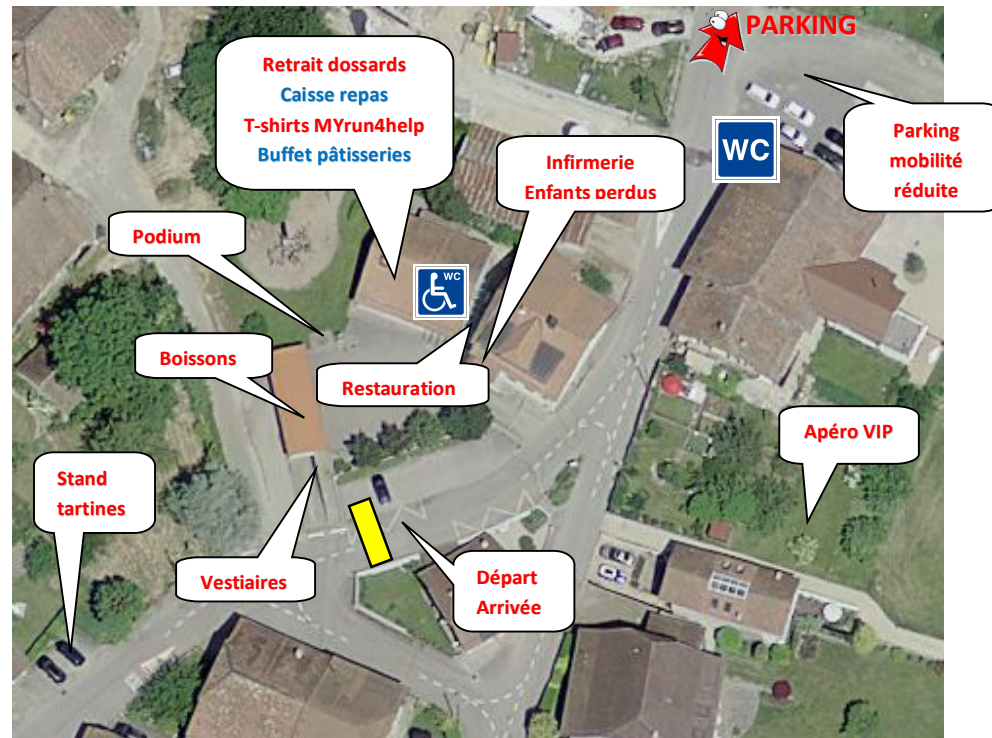 PARKING
Retrait dossards
Caisse repas
T-shirts MYrun4help
Buffet pâtisseries
WC
Parking
mobilité
réduite
Infirmerie
Enfants perdus
Podium
WC
Boissons
Restauration
Apéro VIP
Stand
tartines
Vestiaires
Départ
Arrivée